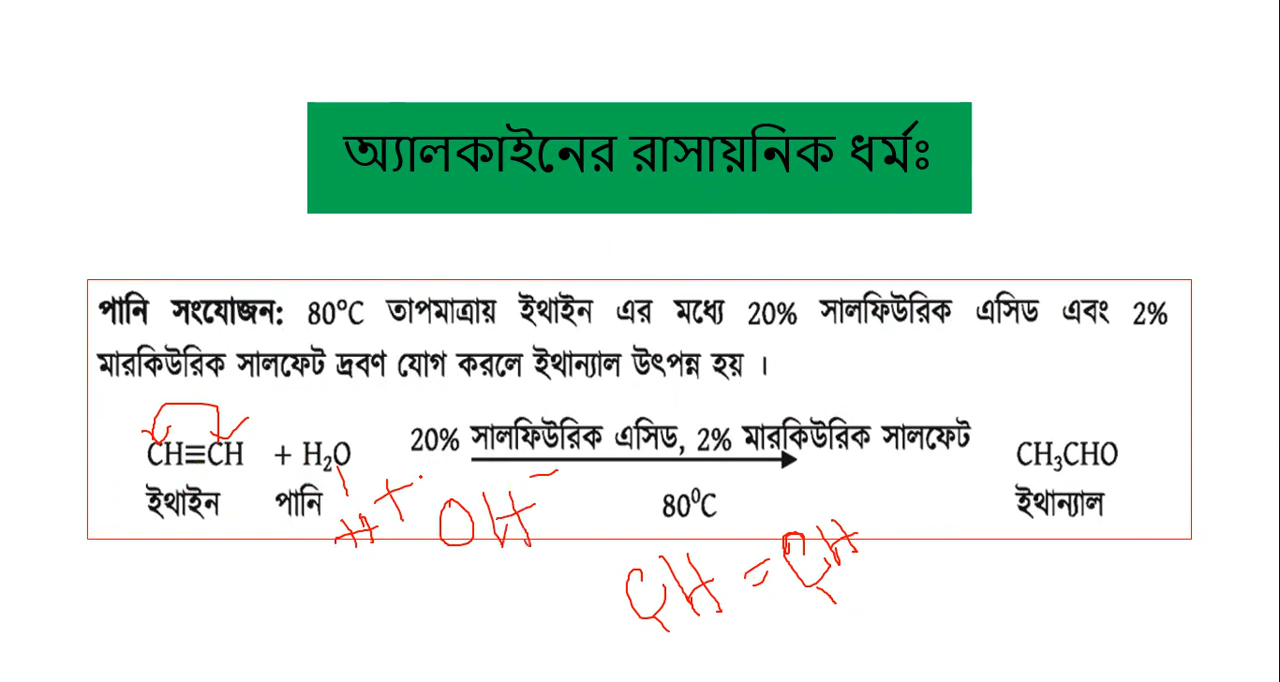 অ্যালকাইনের রাসায়নিক ধর্মঃ
পানি সংযোজন: 80°C তাপমাত্রায় ইথাইন এর মধ্যে 20% সালফিউরিক এসিড এবং 2%
মারকিউরিক সালফেট দ্রবণ যোগ করলে ইথান্যাল উৎপন্ন হয় ।
CH≡CH + H₂O 20% সালফিউরিক এসিড, 2% মারকিউরিক সালফেট CH₃CHO
ইথাইন পানি 80⁰C ইথান্যাল
H+ OH−
CH = CH